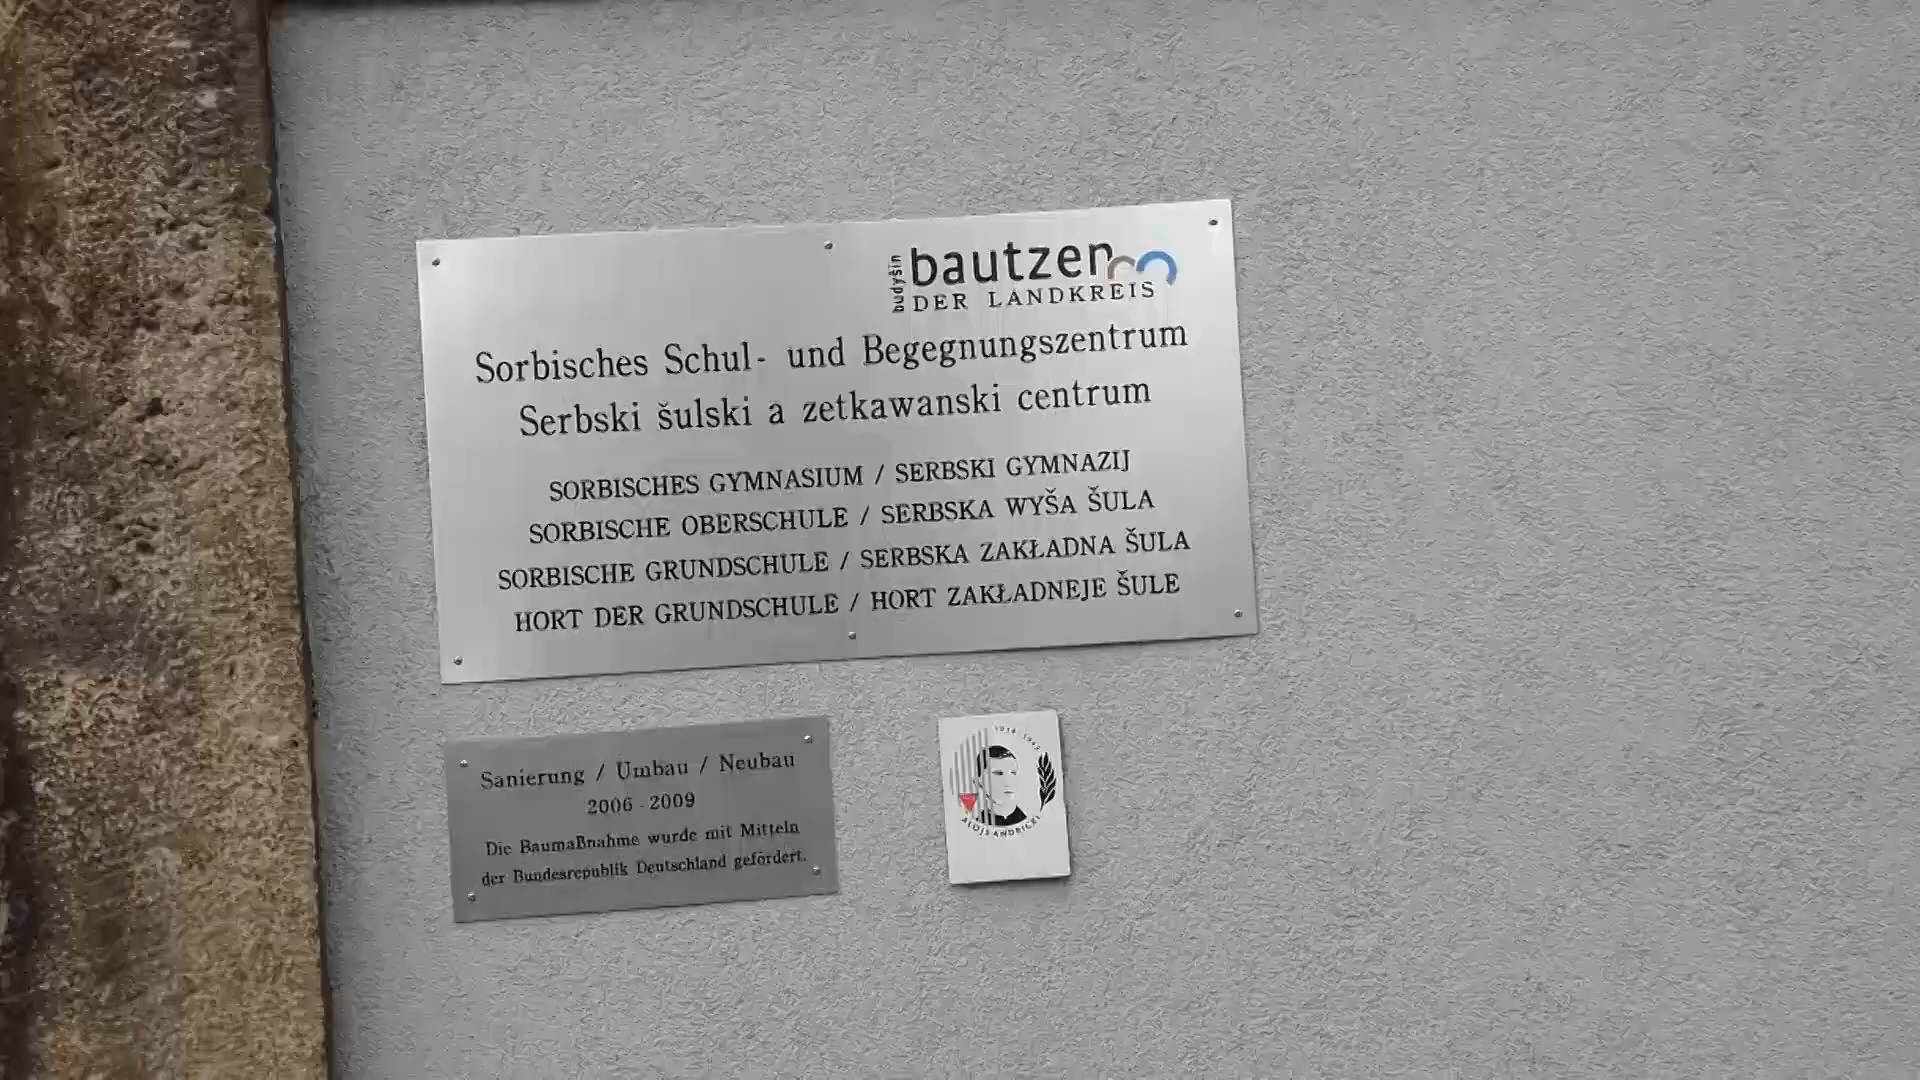 budyšin
bautzen
DER LANDKREIS
Sorbisches Schul- und Begegnungszentrum
Serbski šulski a zetkawanski centrum
SORBISCHES GYMNASIUM / SERBSKI GYMNAZIJ
SORBISCHE OBERSCHULE / SERBSKA WYŠA ŠULA
SORBISCHE GRUNDSCHULE / SERBSKA ZAKŁADNA ŠULA
HORT DER GRUNDSCHULE / HORT ZAKŁADNEJE ŠULE
Sanierung / Umbau / Neubau
2006 - 2009
Die Baumaßnahme wurde mit Mitteln
der Bundesrepublik Deutschland gefördert.
ALOJS ANDRICKI